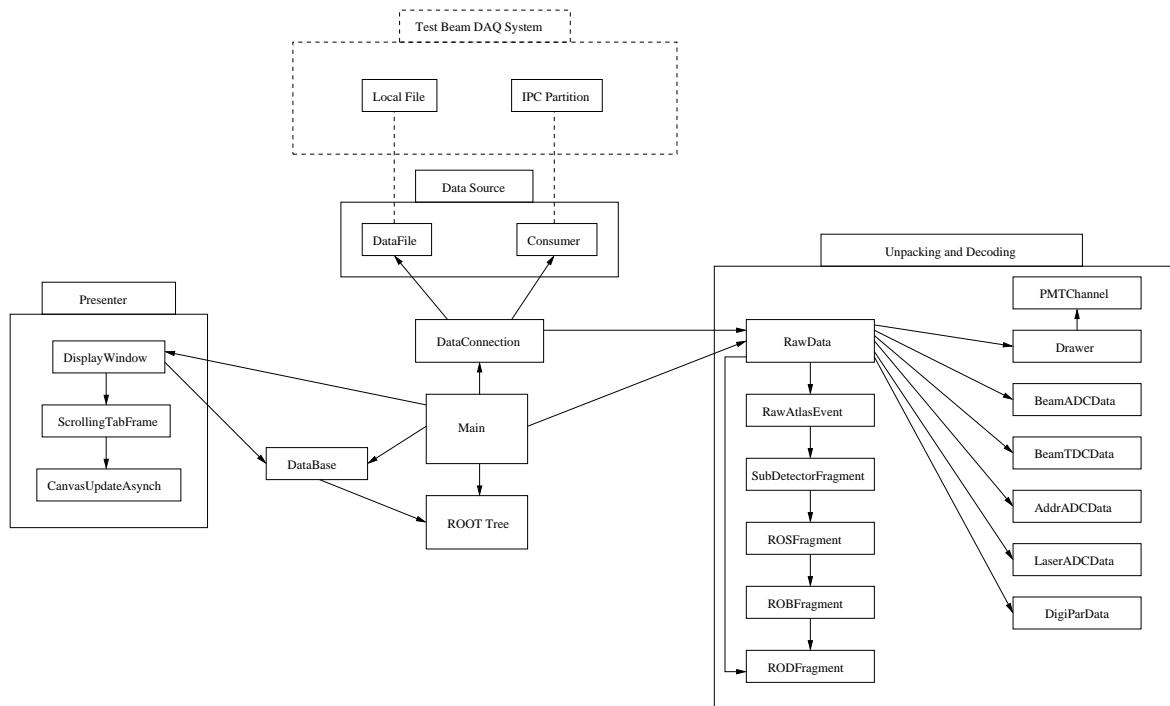 Test Beam DAQ System
Local File
IPC Partition
Data Source
DataFile
Consumer
Unpacking and Decoding
Presenter
PMTChannel
DataConnection
RawData
Drawer
DisplayWindow
BeamADCData
ScrollingTabFrame
Main
RawAtlasEvent
BeamTDCData
DataBase
CanvasUpdateAsynch
SubDetectorFragment
AddrADCData
ROOT Tree
ROSFragment
LaserADCData
ROBFragment
DigiParData
RODFragment